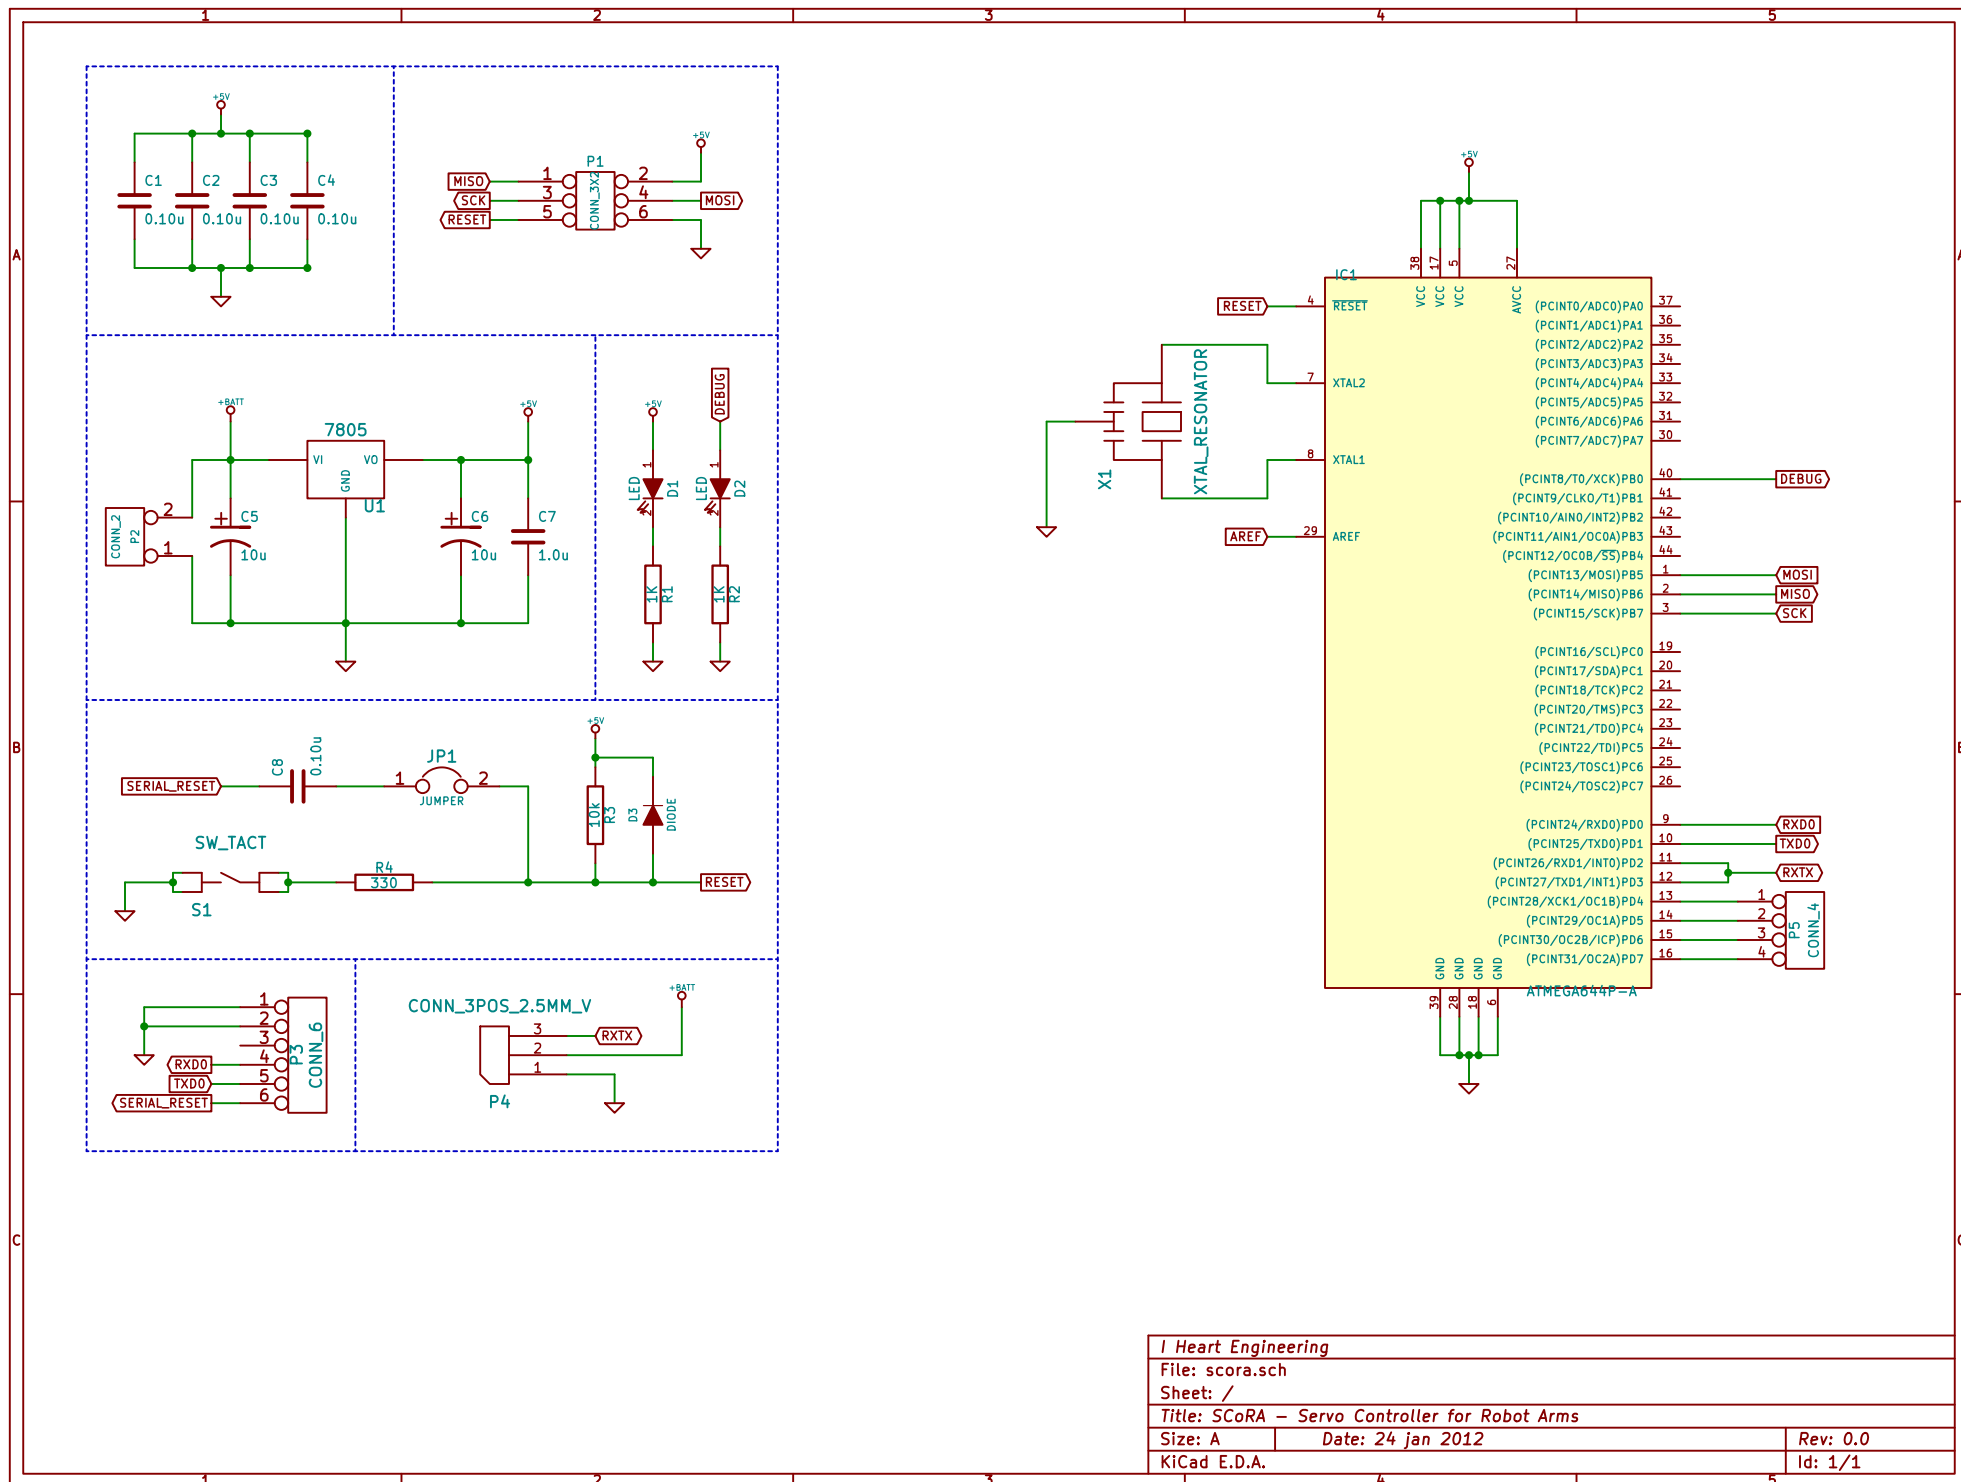 1 2 3 4 5
A
B
C
+5V
C1 C2 C3 C4
0.10u 0.10u 0.10u 0.10u
+5V
P1
CONN_3X2
MISO 1 2
SCK 3 4 MOSI
RESET 5 6
+BATT
7805
+5V
VI VO
GND
U1
CONN_2
P2
2
1
C5
10u
C6
10u
C7
1.0u
+5V
DEBUG
1 1
LED D1 LED D2
2 2
1K R1 1K R2
SERIAL_RESET
C8
0.10u
JP1
1 2
JUMPER
+5V
10k
R3
D3
DIODE
SW_TACT
S1
R4
330
RESET
1
2
3
RXD0 4
TXD0 5
SERIAL_RESET 6
P3
CONN_6
CONN_3POS_2.5MM_V
+BATT
3 RXTX
2
1
P4
+5V
38 17 5 27
VCC VCC VCC AVCC
IC1
RESET 4 RESET
7 XTAL2
8 XTAL1
X1
XTAL_RESONATOR
AREF 29 AREF
(PCINT0/ADC0)PA0 37
(PCINT1/ADC1)PA1 36
(PCINT2/ADC2)PA2 35
(PCINT3/ADC3)PA3 34
(PCINT4/ADC4)PA4 33
(PCINT5/ADC5)PA5 32
(PCINT6/ADC6)PA6 31
(PCINT7/ADC7)PA7 30
(PCINT8/T0/XCK)PB0 40 DEBUG
(PCINT9/CLKO/T1)PB1 41
(PCINT10/AIN0/INT2)PB2 42
(PCINT11/AIN1/OC0A)PB3 43
(PCINT12/OC0B/SS)PB4 44
(PCINT13/MOSI)PB5 1 MOSI
(PCINT14/MISO)PB6 2 MISO
(PCINT15/SCK)PB7 3 SCK
(PCINT16/SCL)PC0 19
(PCINT17/SDA)PC1 20
(PCINT18/TCK)PC2 21
(PCINT20/TMS)PC3 22
(PCINT21/TDO)PC4 23
(PCINT22/TDI)PC5 24
(PCINT23/TOSC1)PC6 25
(PCINT24/TOSC2)PC7 26
(PCINT24/RXD0)PD0 9 RXD0
(PCINT25/TXD0)PD1 10 TXD0
(PCINT26/RXD1/INT0)PD2 11
(PCINT27/TXD1/INT1)PD3 12
RXTX
(PCINT28/XCK1/OC1B)PD4 13 1
(PCINT29/OC1A)PD5 14 2
(PCINT30/OC2B/ICP)PD6 15 3
(PCINT31/OC2A)PD7 16 4
P5
CONN_4
GND GND GND GND
39 28 18 6
ATMEGA644P-A
I Heart Engineering
File: scora.sch
Sheet: /
Title: SCoRA – Servo Controller for Robot Arms
Size: A Date: 24 jan 2012 Rev: 0.0
KiCad E.D.A. Id: 1/1
1 2 3 4 5